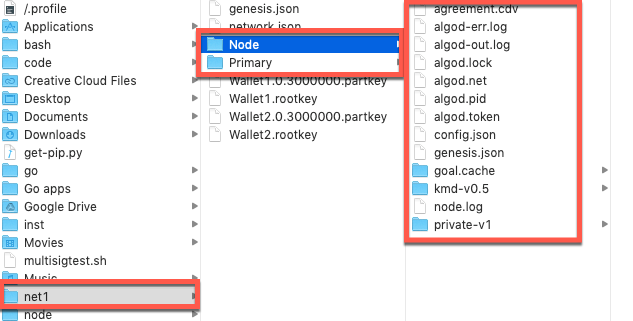 /.profile
Applications
bash
code
Creative Cloud Files
Desktop
Documents
Downloads
get-pip.py
go
Go apps
Google Drive
inst
Movies
multisigtest.sh
Music
net1
node
genesis.json
network.json
Node
Primary
Wallet1.0.3000000.partkey
Wallet1.rootkey
Wallet2.0.3000000.partkey
Wallet2.rootkey
agreement.cdv
algod-err.log
algod-out.log
algod.lock
algod.net
algod.pid
algod.token
config.json
genesis.json
goal.cache
kmd-v0.5
node.log
private-v1